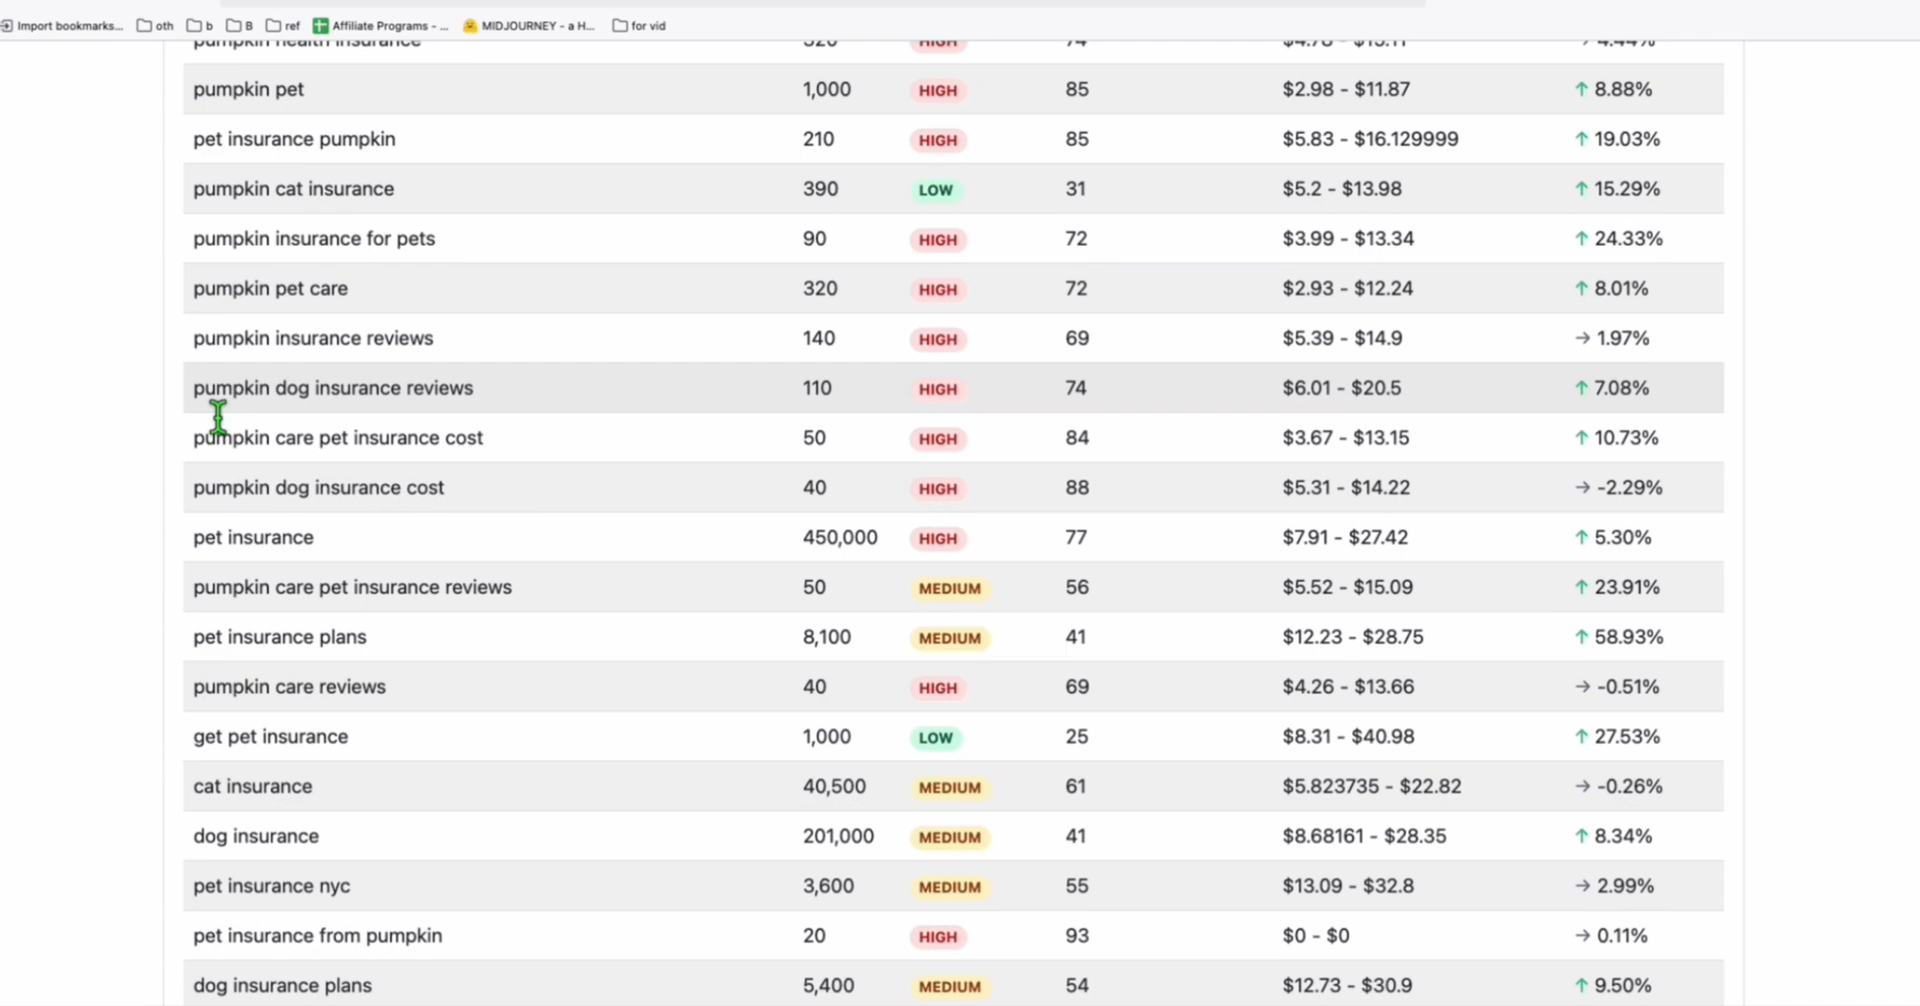 Import bookmarks... oth b B ref Affiliate Programs - ... MIDJOURNEY - a H... for vid
pumpkin health insurance 320 HIGH 74 $4.78 - $15.11 → 4.44%
pumpkin pet 1,000 HIGH 85 $2.98 - $11.87 ↑ 8.88%
pet insurance pumpkin 210 HIGH 85 $5.83 - $16.129999 ↑ 19.03%
pumpkin cat insurance 390 LOW 31 $5.2 - $13.98 ↑ 15.29%
pumpkin insurance for pets 90 HIGH 72 $3.99 - $13.34 ↑ 24.33%
pumpkin pet care 320 HIGH 72 $2.93 - $12.24 ↑ 8.01%
pumpkin insurance reviews 140 HIGH 69 $5.39 - $14.9 → 1.97%
pumpkin dog insurance reviews 110 HIGH 74 $6.01 - $20.5 ↑ 7.08%
pumpkin care pet insurance cost 50 HIGH 84 $3.67 - $13.15 ↑ 10.73%
pumpkin dog insurance cost 40 HIGH 88 $5.31 - $14.22 → -2.29%
pet insurance 450,000 HIGH 77 $7.91 - $27.42 ↑ 5.30%
pumpkin care pet insurance reviews 50 MEDIUM 56 $5.52 - $15.09 ↑ 23.91%
pet insurance plans 8,100 MEDIUM 41 $12.23 - $28.75 ↑ 58.93%
pumpkin care reviews 40 HIGH 69 $4.26 - $13.66 → -0.51%
get pet insurance 1,000 LOW 25 $8.31 - $40.98 ↑ 27.53%
cat insurance 40,500 MEDIUM 61 $5.823735 - $22.82 → -0.26%
dog insurance 201,000 MEDIUM 41 $8.68161 - $28.35 ↑ 8.34%
pet insurance nyc 3,600 MEDIUM 55 $13.09 - $32.8 → 2.99%
pet insurance from pumpkin 20 HIGH 93 $0 - $0 → 0.11%
dog insurance plans 5,400 MEDIUM 54 $12.73 - $30.9 ↑ 9.50%